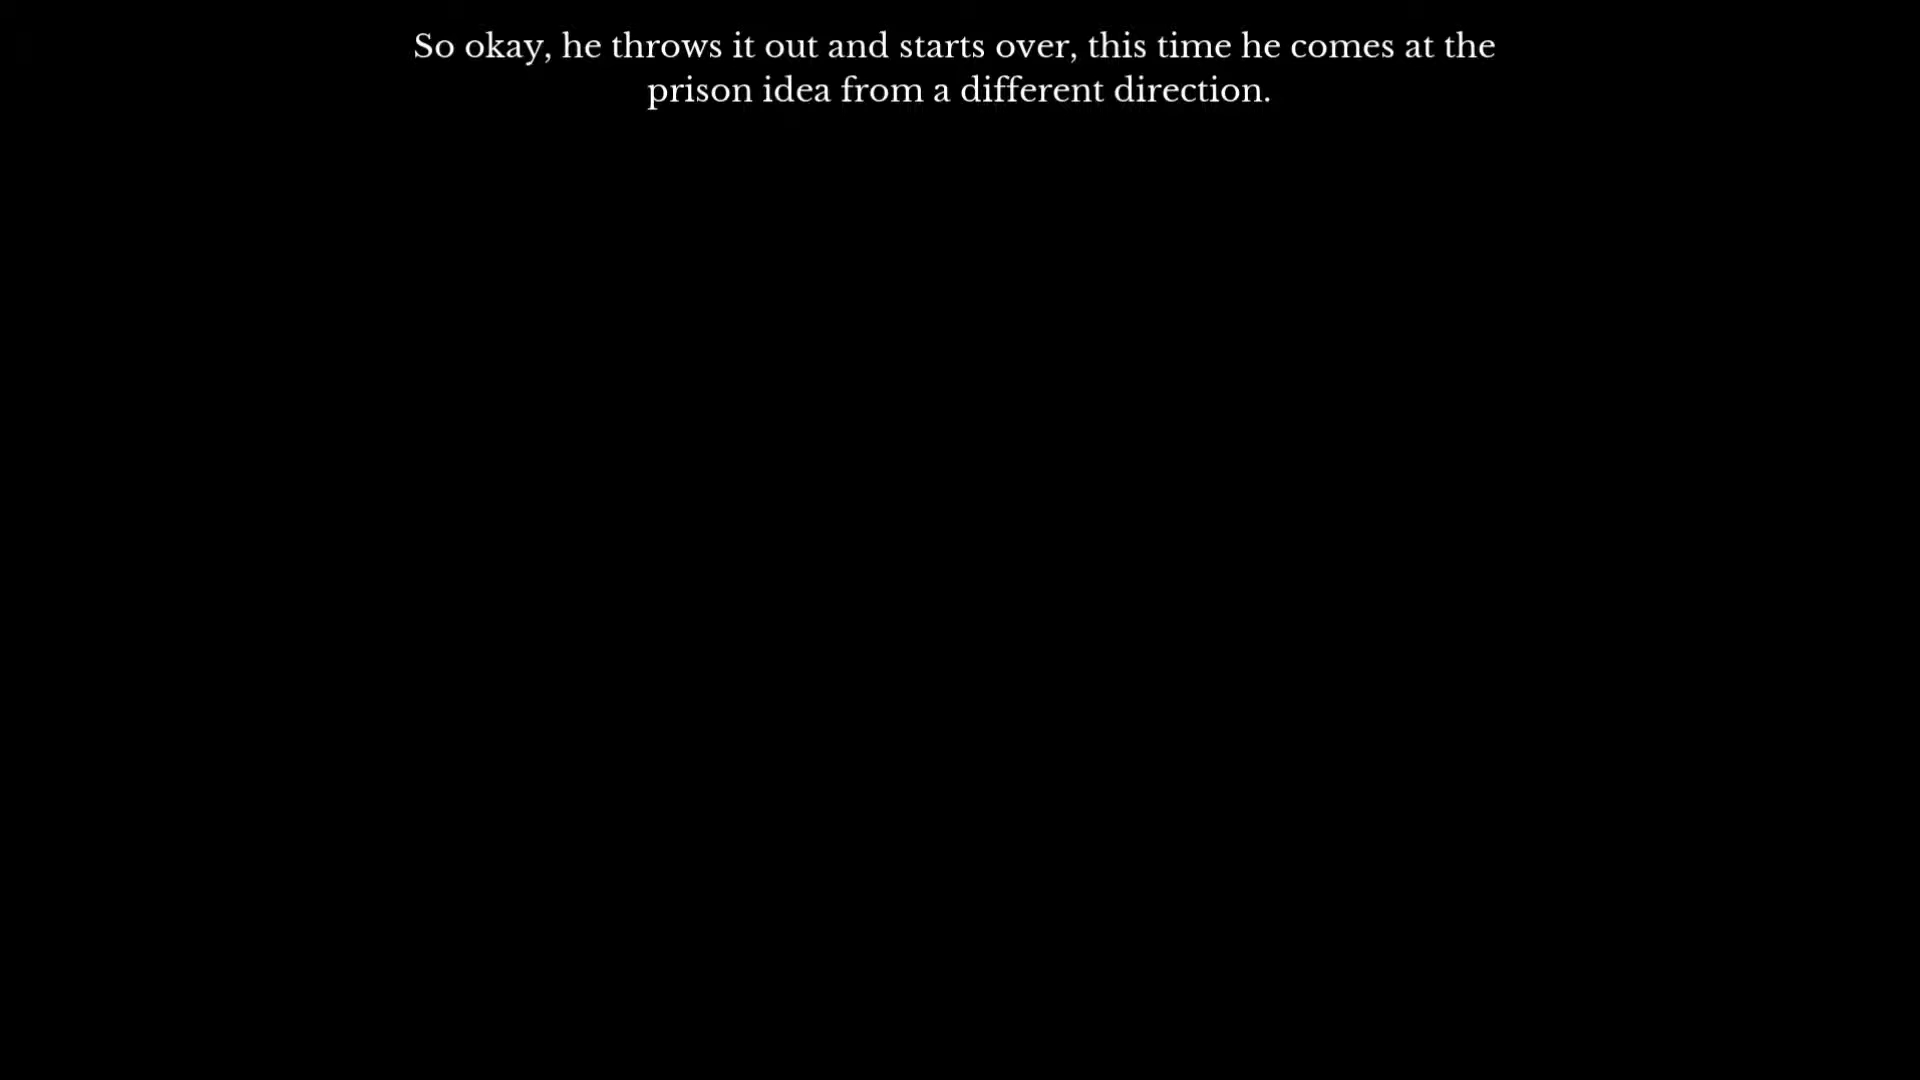 So okay, he throws it out and starts over, this time he comes at the
prison idea from a different direction.